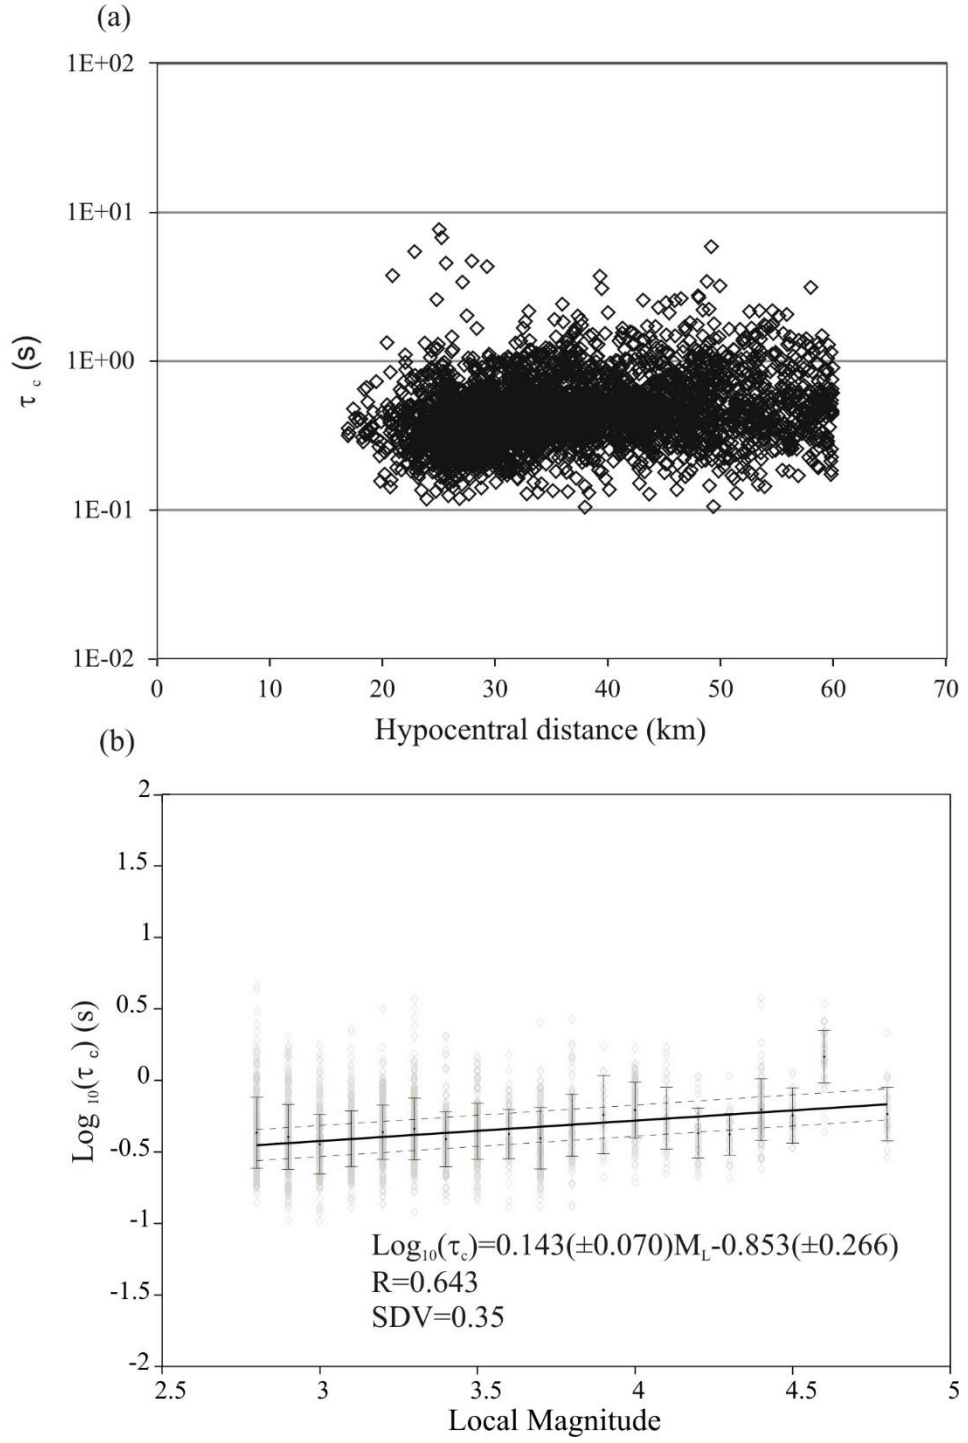 (a)
1E+02
1E+01
1E+00
1E-01
1E-02
τ c (s)
0 10 20 30 40 50 60 70
Hypocentral distance (km)
(b)
2
1.5
1
0.5
0
-0.5
-1
-1.5
-2
Log 10(τ c) (s)
Log10(τc)=0.143(±0.070)ML-0.853(±0.266)
R=0.643
SDV=0.35
2.5 3 3.5 4 4.5 5
Local Magnitude